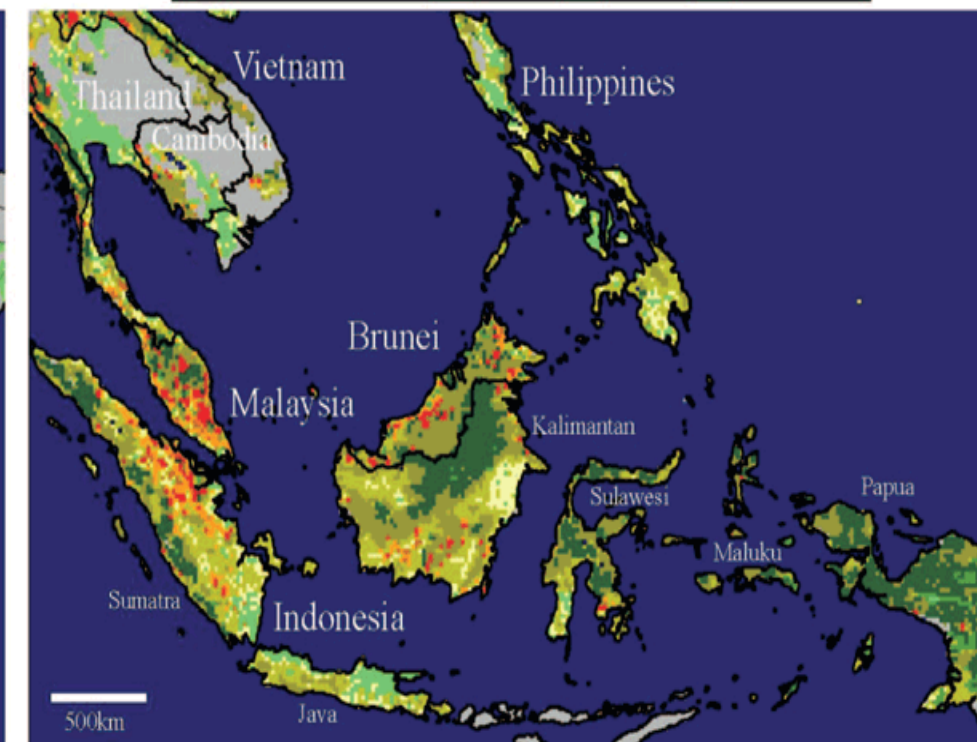 Vietnam
Thailand
Philippines
Cambodia
Brunei
Malaysia
Kalimantan
Sulawesi
Papua
Maluku
Sumatra
Indonesia
Java
500km